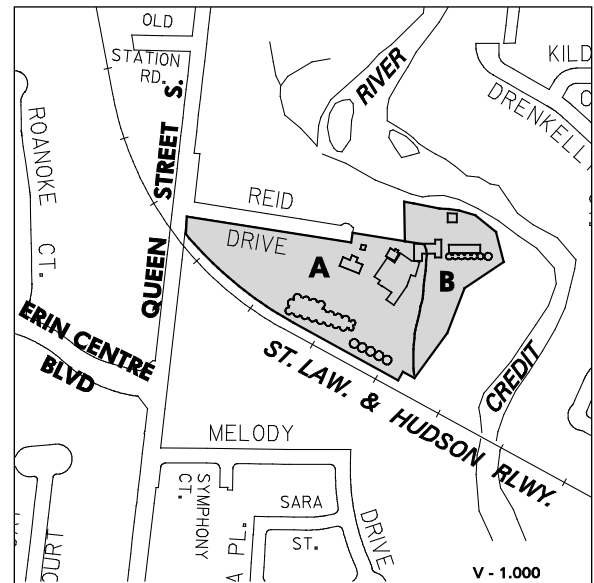 OLD
STATION
RD.
KILD
RIVER
DRENKELL
QUEEN STREET S.
ROANOKE CT.
REID
DRIVE
A
B
ERIN CENTRE
BLVD
ST. LAW. & HUDSON RLWY.
CREDIT
MELODY
DRIVE
SYMPHONY
CT.
SARA
ST.
A PL.
COURT
V - 1.000